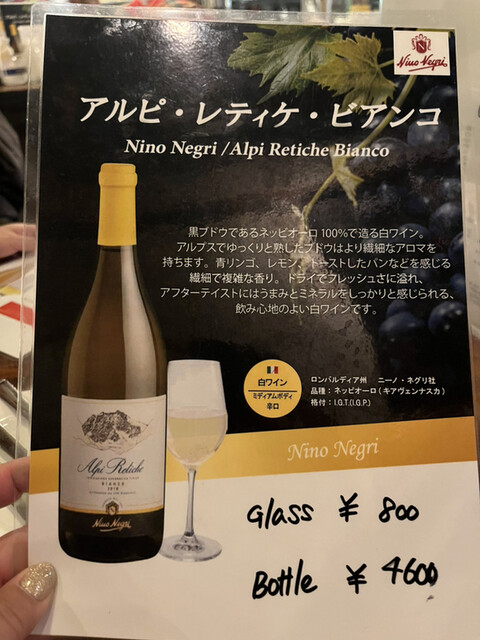 Nino Negri
アルピ・レティケ・ビアンコ
Nino Negri /Alpi Retiche Bianco
黒ブドウであるネッビオーロ100%で造る白ワイン。
アルプスでゆっくりと熟したブドウはより繊細なアロマを
持ちます。青リンゴ、レモン、トーストしたパンなどを感じる
繊細で複雑な香り。ドライでフレッシュさに溢れ、
アフターテイストにはうまみとミネラルをしっかりと感じられる、
飲み心地のよい白ワインです。
白ワイン
ミディアムボディ
辛口
ロンバルディア州 ニーノ・ネグリ社
品種：ネッビオーロ(キアヴェンナスカ)
格付：I.G.T.(I.G.P.)
Alpi Retiche
BIANCO
2018
Nino Negri
Nino Negri
Glass ¥ 800
Bottle ¥ 4600